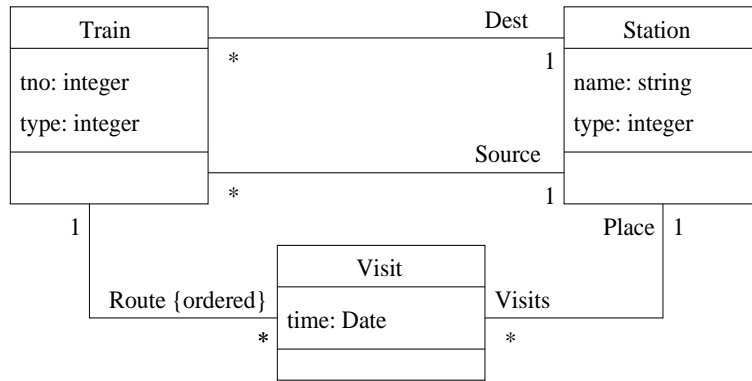 Train
tno: integer
type: integer
Dest
*
1
Station
name: string
type: integer
Source
*
1
1
Place
1
Visit
time: Date
Route {ordered}
*
Visits
*